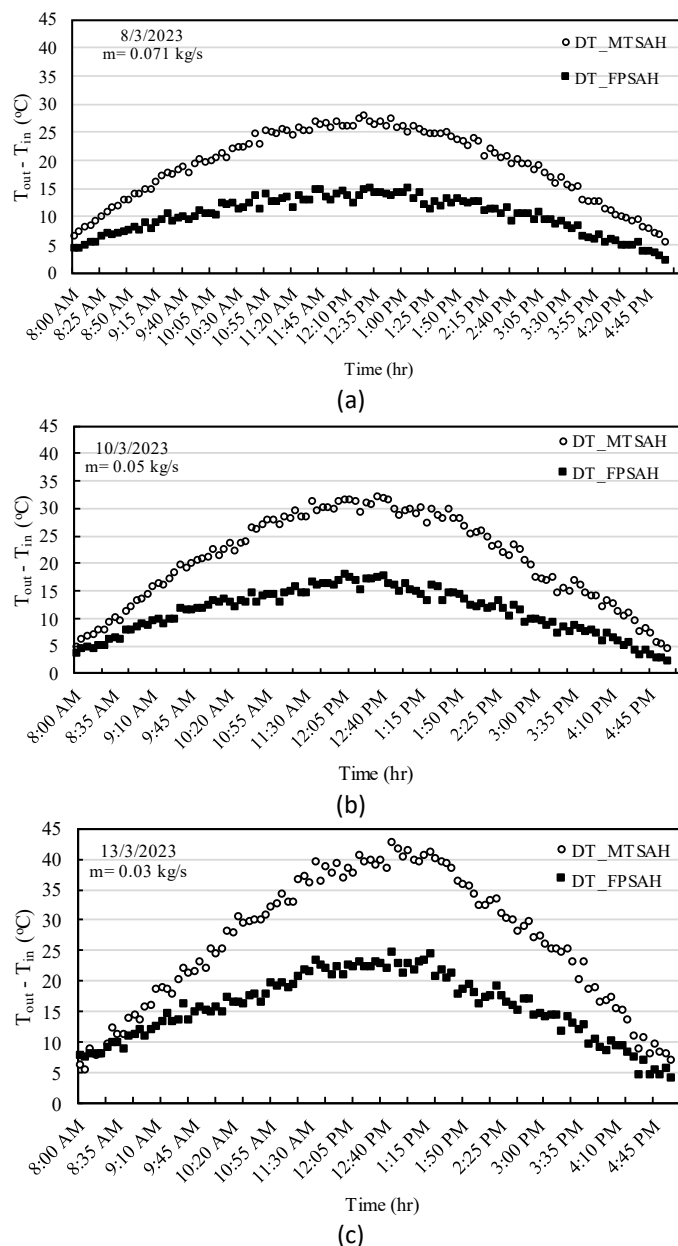 8/3/2023
m= 0.071 kg/s
DT_MTSAH
DT_FPSAH
T_out - T_in (°C)
45
40
35
30
25
20
15
10
5
0
8:00 AM
8:25 AM
8:50 AM
9:15 AM
9:40 AM
10:05 AM
10:30 AM
10:55 AM
11:20 AM
11:45 AM
12:10 PM
12:35 PM
1:00 PM
1:25 PM
1:50 PM
2:15 PM
2:40 PM
3:05 PM
3:30 PM
3:55 PM
4:20 PM
4:45 PM
Time (hr)
(a)
10/3/2023
m= 0.05 kg/s
DT_MTSAH
DT_FPSAH
T_out - T_in (°C)
45
40
35
30
25
20
15
10
5
0
8:00 AM
8:35 AM
9:10 AM
9:45 AM
10:20 AM
10:55 AM
11:30 AM
12:05 PM
12:40 PM
1:15 PM
1:50 PM
2:25 PM
3:00 PM
3:35 PM
4:10 PM
4:45 PM
Time (hr)
(b)
13/3/2023
m= 0.03 kg/s
DT_MTSAH
DT_FPSAH
T_out - T_in (°C)
45
40
35
30
25
20
15
10
5
0
8:00 AM
8:35 AM
9:10 AM
9:45 AM
10:20 AM
10:55 AM
11:30 AM
12:05 PM
12:40 PM
1:15 PM
1:50 PM
2:25 PM
3:00 PM
3:35 PM
4:10 PM
4:45 PM
Time (hr)
(c)